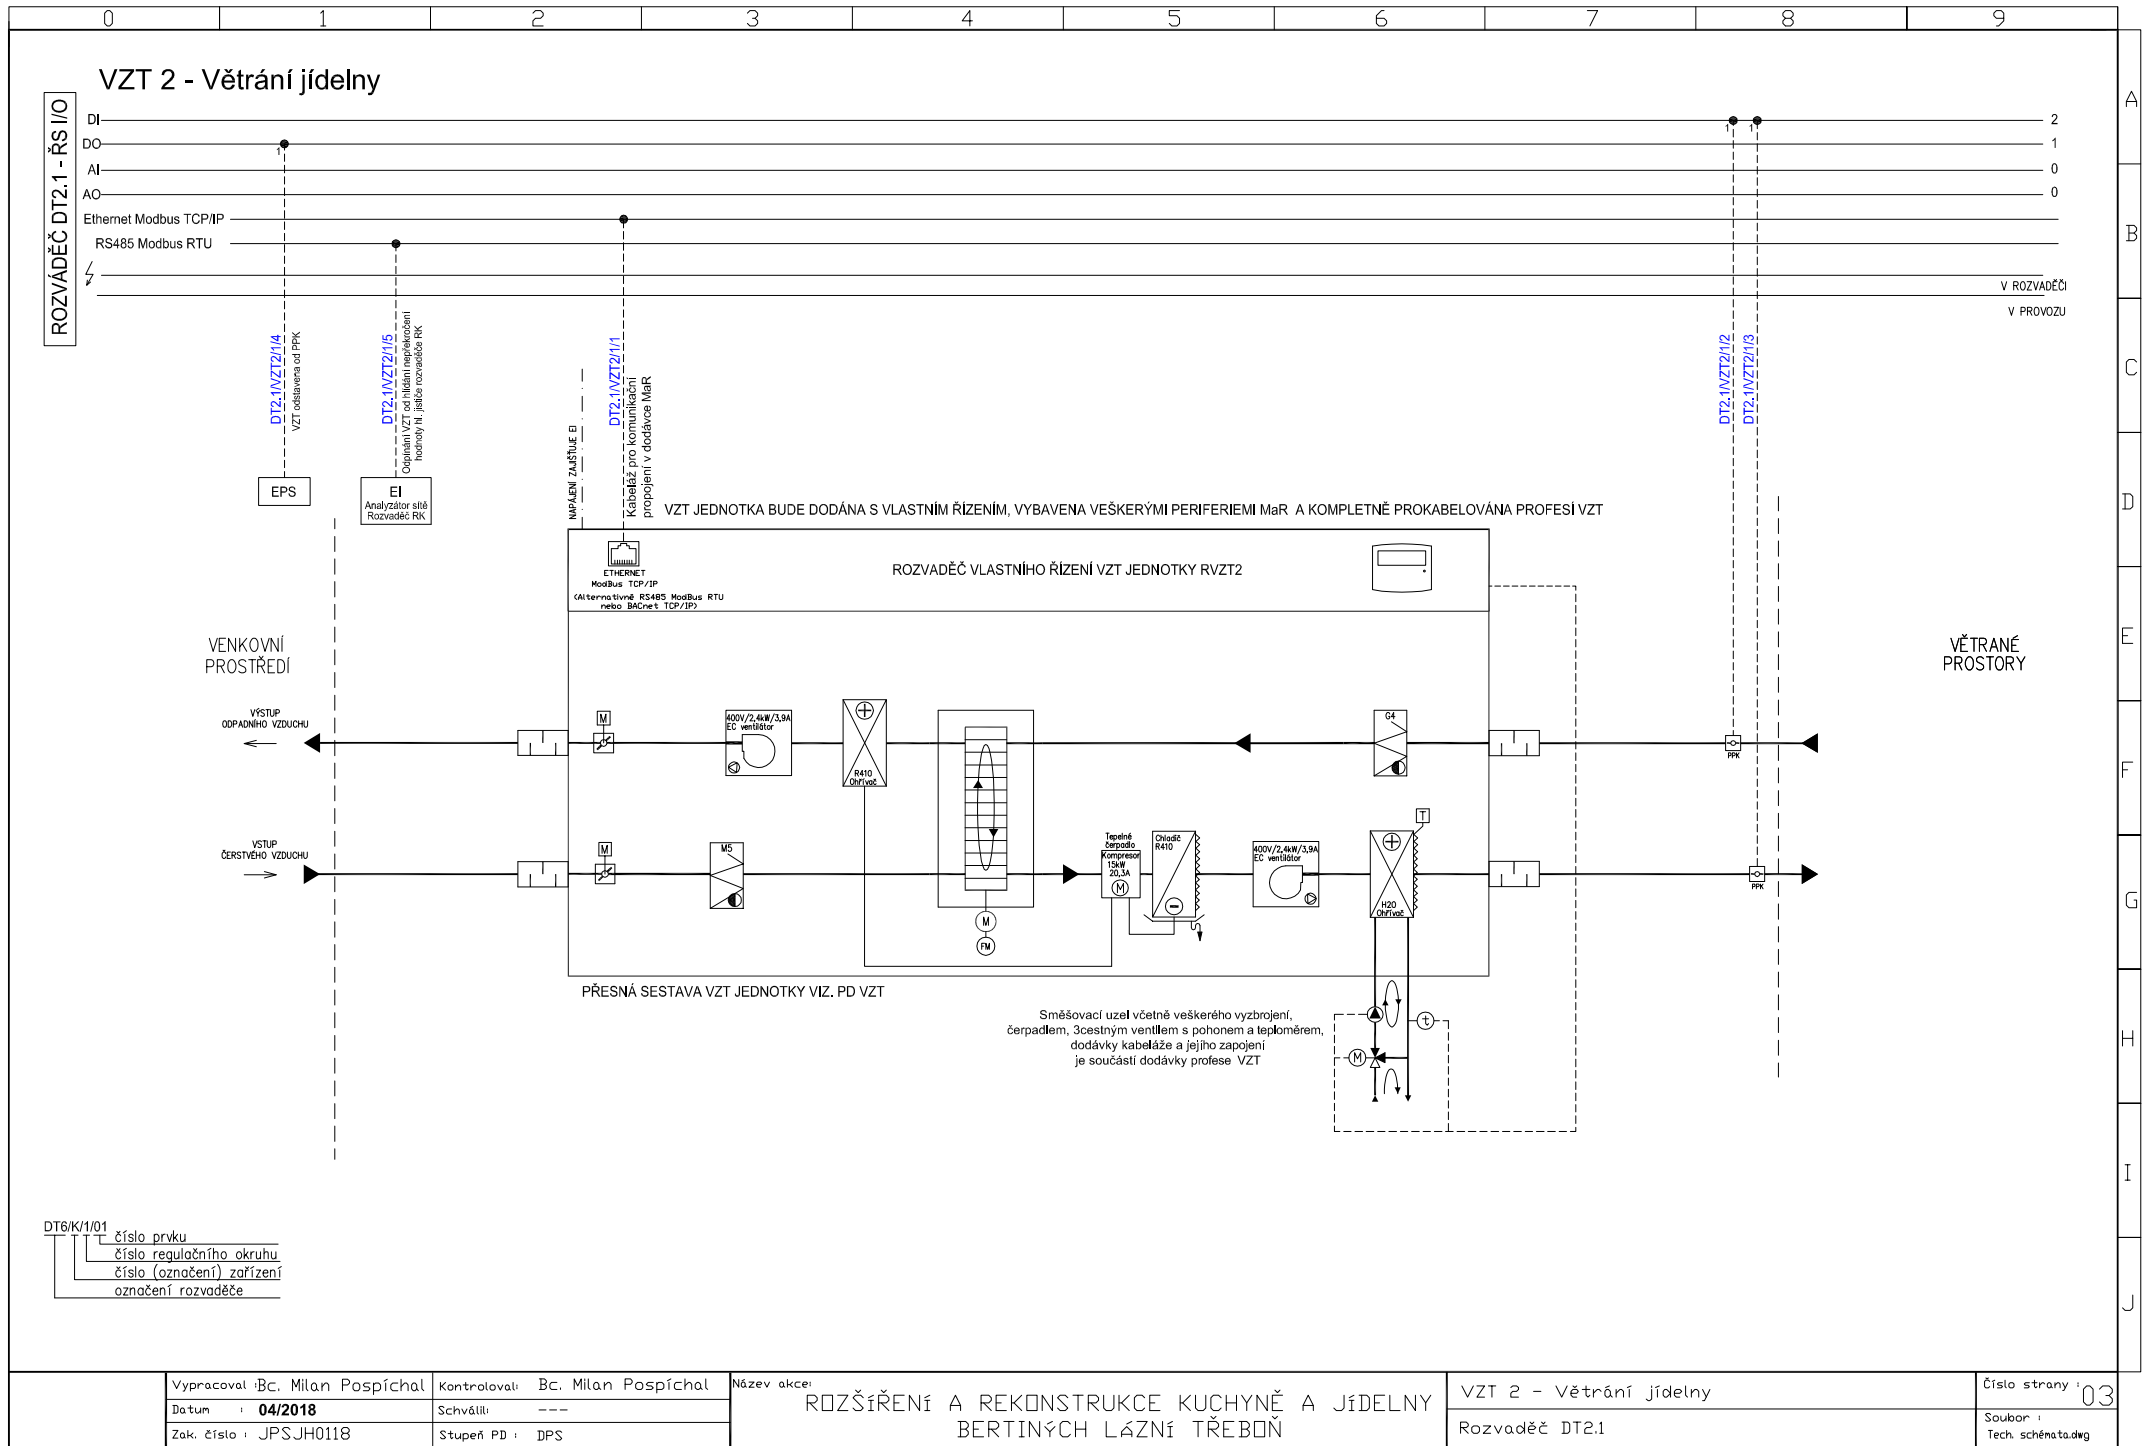 0 1 2 3 4 5 6 7 8 9
A
B
C
D
E
F
G
H
I
J
VZT 2 - Větrání jídelny
ROZVÁDĚČ DT2.1 - ŘS I/O
DI 2
DO 1
AI 0
AO 0
Ethernet Modbus TCP/IP
RS485 Modbus RTU
V ROZVADĚČI
V PROVOZU
1
1
1
DT2.1/VZT2/1/4
VZT odstavena od PPK
DT2.1/VZT2/1/5
Odpínání VZT od hlídání nepřekročení
hodnoty hl. jističe rozvaděče RK
NAPÁJENÍ ZAJIŠŤUJE EI
DT2.1/VZT2/1/1
Kabeláž pro komunikační
propojení v dodávce MaR
DT2.1/VZT2/1/2
DT2.1/VZT2/1/3
EPS
EI
Analyzátor sítě
Rozvaděč RK
VZT JEDNOTKA BUDE DODÁNA S VLASTNÍM ŘÍZENÍM, VYBAVENA VEŠKERÝMI PERIFERIEMI MaR A KOMPLETNĚ PROKABELOVÁNA PROFESÍ VZT
ETHERNET
ModBus TCP/IP
(Alternativně RS485 ModBus RTU
nebo BACnet TCP/IP)
ROZVADĚČ VLASTNÍHO ŘÍZENÍ VZT JEDNOTKY RVZT2
VENKOVNÍ
PROSTŘEDÍ
VĚTRANÉ
PROSTORY
VÝSTUP
ODPADNÍHO VZDUCHU
M
400V/2,4kW/3,9A
EC ventilátor
R410
Ohřívač
G4
PPK
VSTUP
ČERSTVÉHO VZDUCHU
M
M5
M
FM
Tepelné
čerpadlo
Kompresor
15kW
20,3A
M
Chladič
R410
400V/2,4kW/3,9A
EC ventilátor
T
H2O
Ohřívač
PPK
PŘESNÁ SESTAVA VZT JEDNOTKY VIZ. PD VZT
Směšovací uzel včetně veškerého vyzbrojení,
čerpadlem, 3cestným ventilem s pohonem a teploměrem,
dodávky kabeláže a jejího zapojení
je součástí dodávky profese VZT
t
M
DT6/K/1/01
číslo prvku
číslo regulačního okruhu
číslo (označení) zařízení
označení rozvaděče
Vypracoval : Bc. Milan Pospíchal
Datum : 04/2018
Zak. číslo : JPSJH0118
Kontroloval: Bc. Milan Pospíchal
Schválil: ---
Stupeň PD : DPS
Název akce:
ROZŠÍŘENÍ A REKONSTRUKCE KUCHYNĚ A JÍDELNY
BERTINÝCH LÁZNÍ TŘEBOŇ
VZT 2 - Větrání jídelny
Rozvaděč DT2.1
Číslo strany : 03
Soubor :
Tech. schémata.dwg